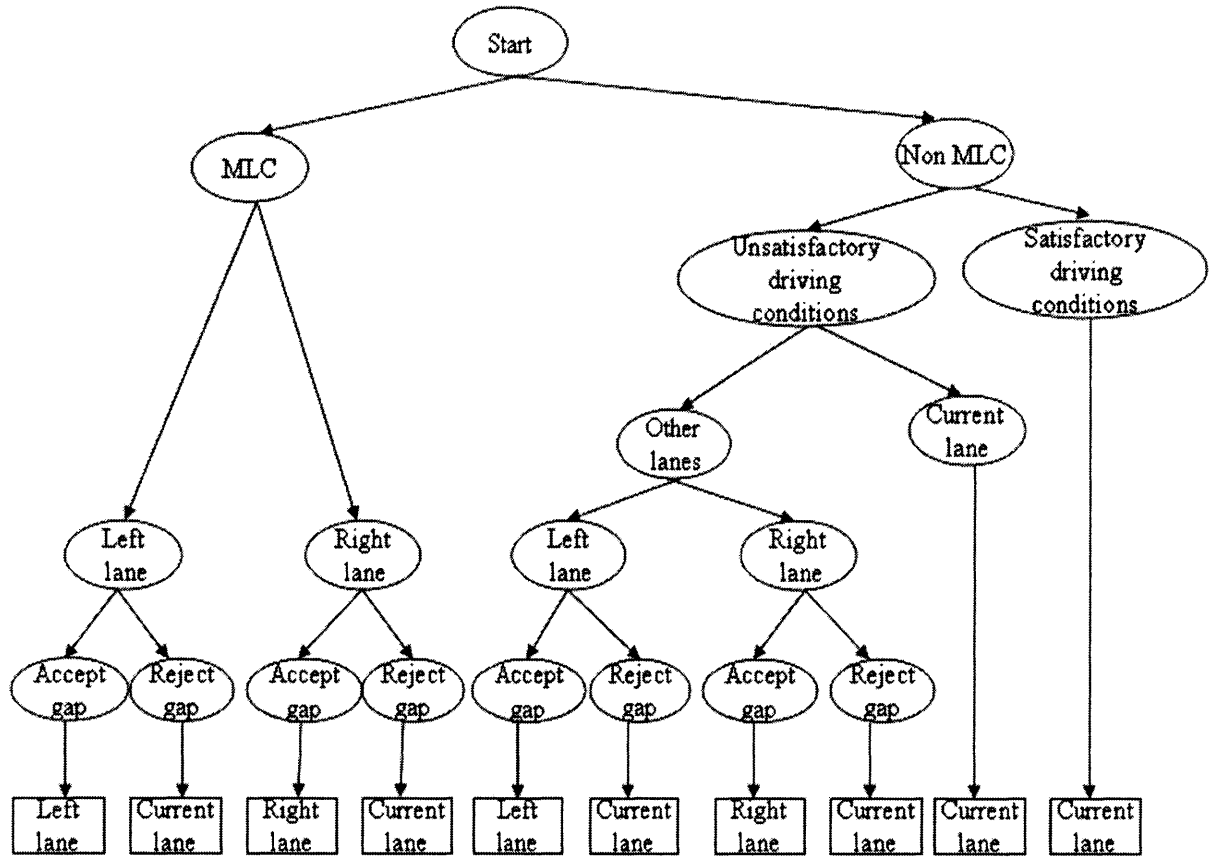 Start
MLC
Non MLC
Unsatisfactory
driving
conditions
Satisfactory
driving
conditions
Other
lanes
Current
lane
Left
lane
Right
lane
Left
lane
Right
lane
Accept
gap
Reject
gap
Accept
gap
Reject
gap
Accept
gap
Reject
gap
Accept
gap
Reject
gap
Left
lane
Current
lane
Right
lane
Current
lane
Left
lane
Current
lane
Right
lane
Current
lane
Current
lane
Current
lane